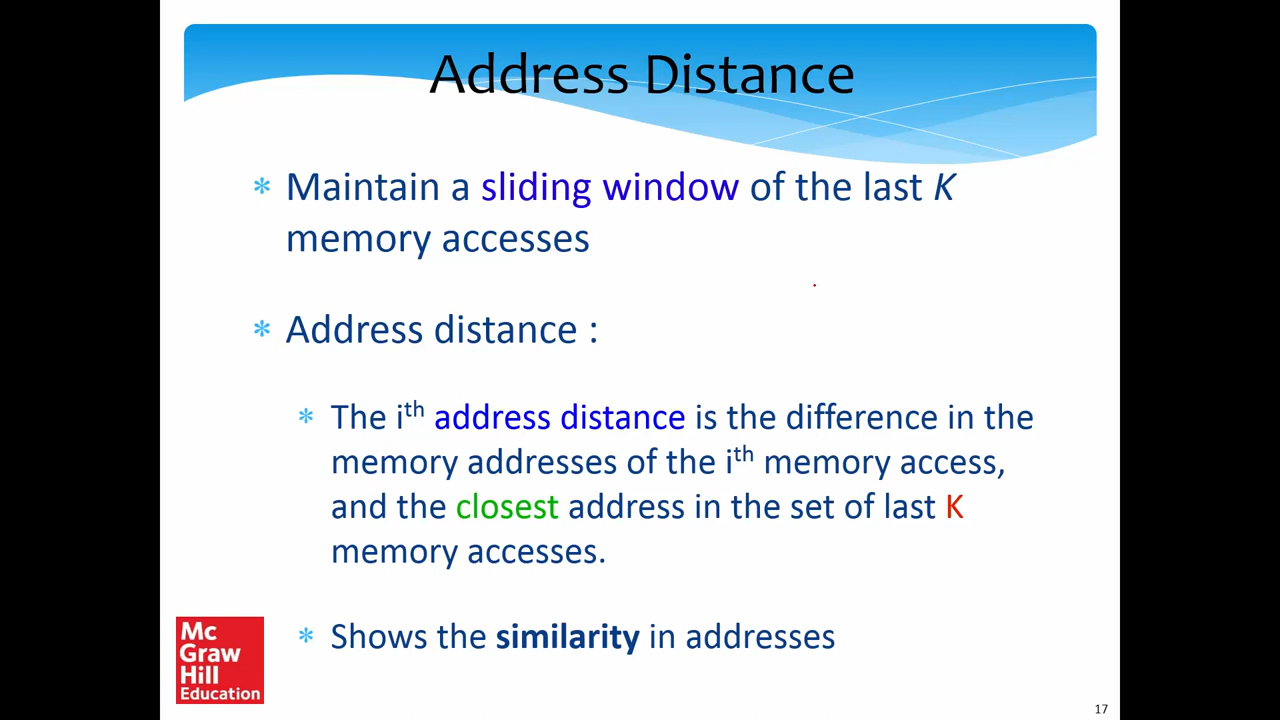 Address Distance
* Maintain a sliding window of the last K
memory accesses
* Address distance :
* The iᵗʰ address distance is the difference in the
memory addresses of the iᵗʰ memory access,
and the closest address in the set of last K
memory accesses.
* Shows the similarity in addresses
Mc
Graw
Hill
Education
17